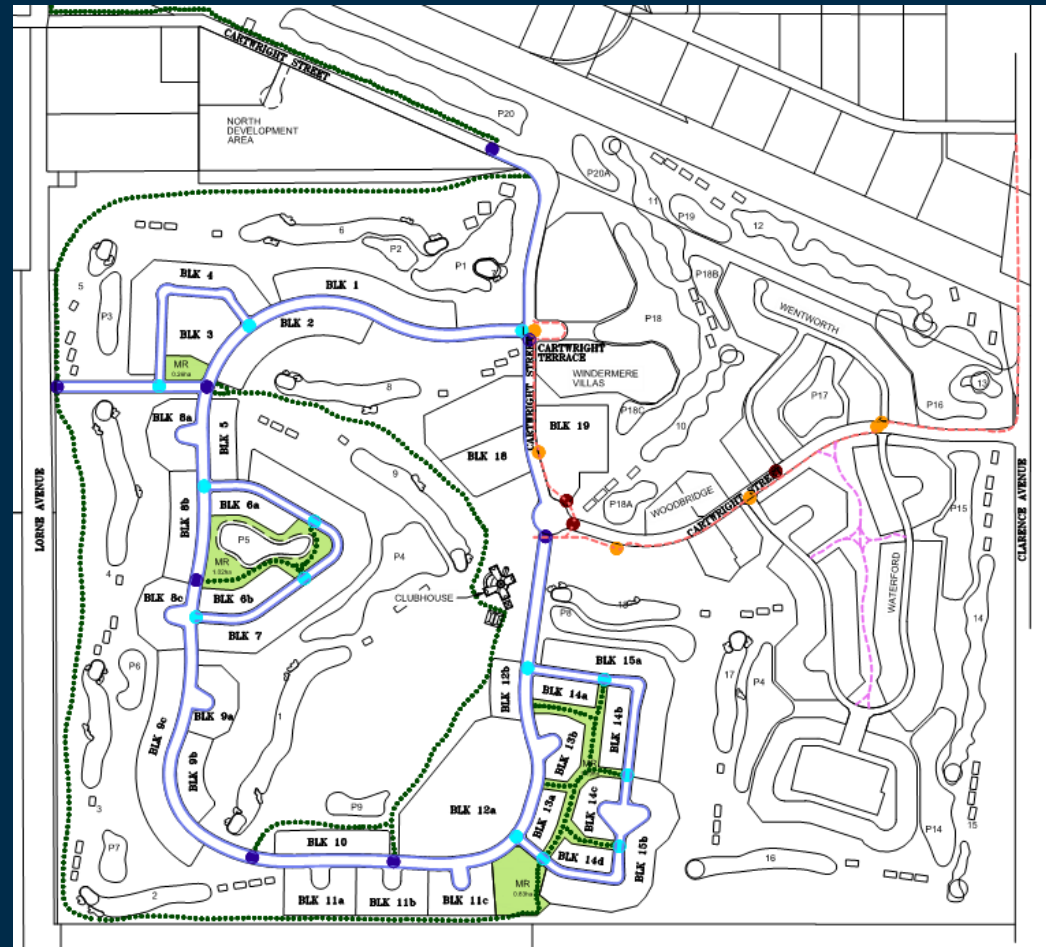 CARTWRIGHT STREET
P20
NORTH
DEVELOPMENT
AREA
P20A
11
P19
12
6
P2
P1
7
P18B
5
BLK 4
BLK 1
P3
BLK 3
BLK 2
P18
WENTWORTH
CARTWRIGHT
TERRACE
CARTWRIGHT STREET
WINDERMERE
VILLAS
MR
0.26ha
8
13
P17
P16
P18C
10
BLK 8a
BLK 5
BLK 19
BLK 18
9
LORNE AVENUE
CLARENCE AVENUE
BLK 8b
BLK 6a
P18A
WOODBRIDGE
CARTWRIGHT STREET
P15
P5
MR
P4
4
BLK 8c
BLK 6b
CLUBHOUSE
WATERFORD
BLK 7
P8
14
P6
BLK 12b
BLK 15a
17
P4
BLK 14a
BLK 14b
BLK 9c
BLK 9a
1
BLK 13b
BLK 9b
3
P9
BLK 12a
BLK 13a
BLK 14c
P14
15
P7
BLK 10
BLK 14d
BLK 15b
16
2
BLK 11a
BLK 11b
BLK 11c
MR
0.83ha